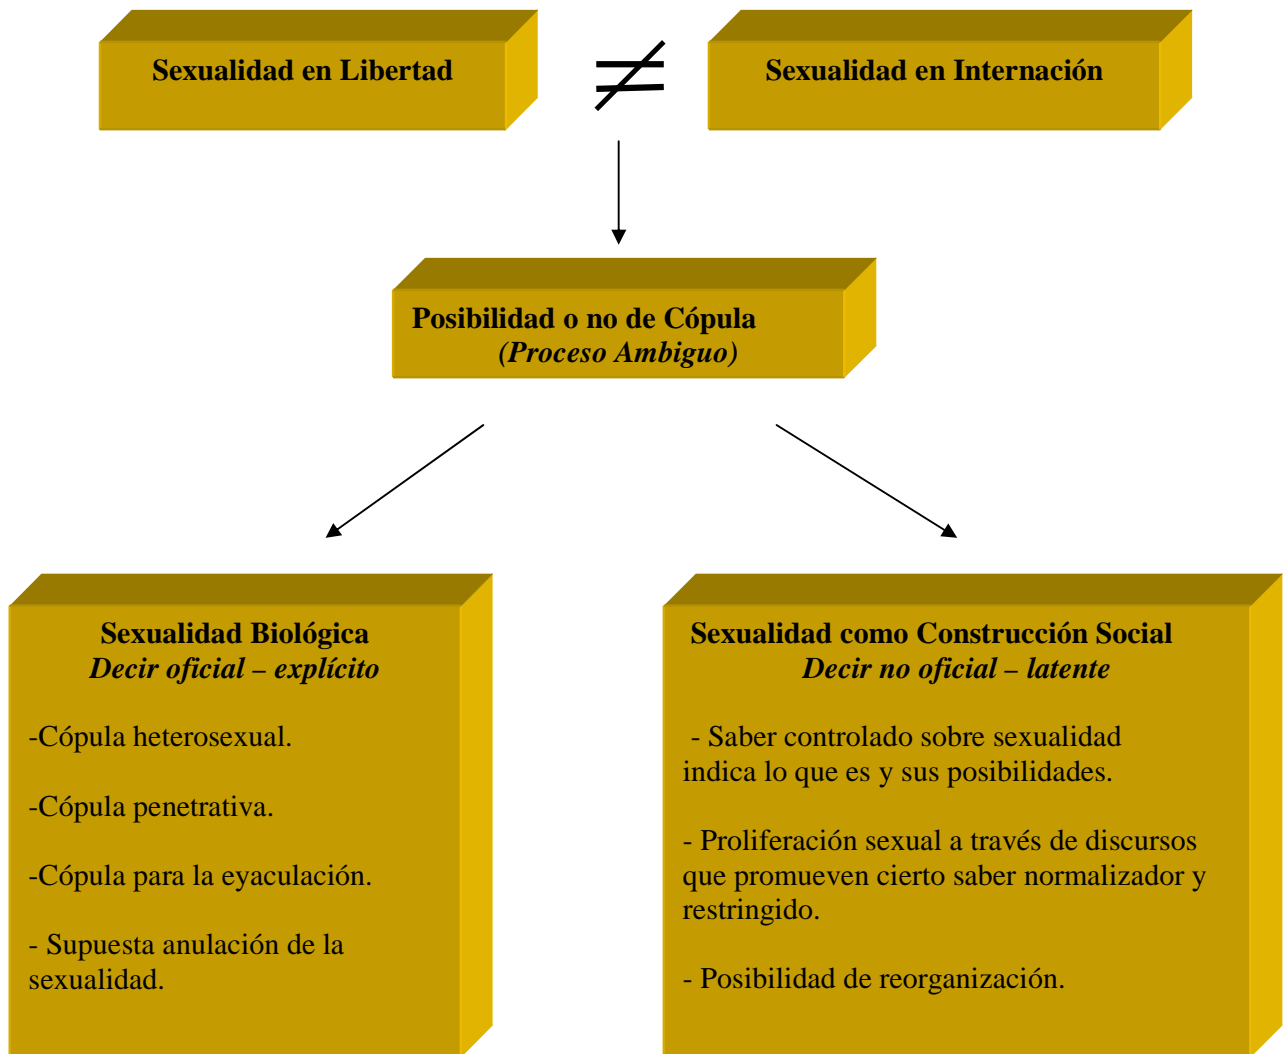 Sexualidad en Libertad
≠
Sexualidad en Internación
Posibilidad o no de Cópula
(Proceso Ambiguo)
Sexualidad Biológica
Decir oficial – explícito
-Cópula heterosexual.
-Cópula penetrativa.
-Cópula para la eyaculación.
- Supuesta anulación de la
sexualidad.
Sexualidad como Construcción Social
Decir no oficial – latente
- Saber controlado sobre sexualidad
indica lo que es y sus posibilidades.
- Proliferación sexual a través de discursos
que promueven cierto saber normalizador y
restringido.
- Posibilidad de reorganización.